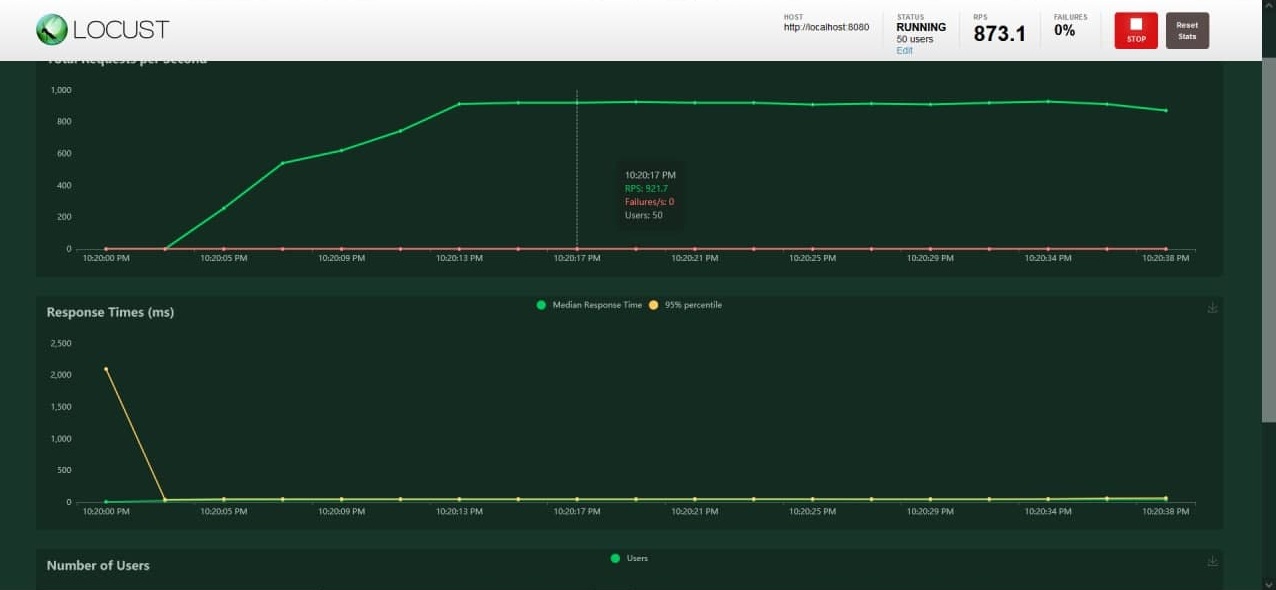 LOCUST
HOST
http://localhost:8080
STATUS
RUNNING
50 users
Edit
RPS
873.1
FAILURES
0%
STOP
Reset
Stats
Total Requests per Second
1,000
800
600
400
200
0
10:20:17 PM
RPS: 921.7
Failures/s: 0
Users: 50
10:20:00 PM 10:20:05 PM 10:20:09 PM 10:20:13 PM 10:20:17 PM 10:20:21 PM 10:20:25 PM 10:20:29 PM 10:20:34 PM 10:20:38 PM
Response Times (ms)
Median Response Time 95% percentile
2,500
2,000
1,500
1,000
500
0
10:20:00 PM 10:20:05 PM 10:20:09 PM 10:20:13 PM 10:20:17 PM 10:20:21 PM 10:20:25 PM 10:20:29 PM 10:20:34 PM 10:20:38 PM
Number of Users
Users